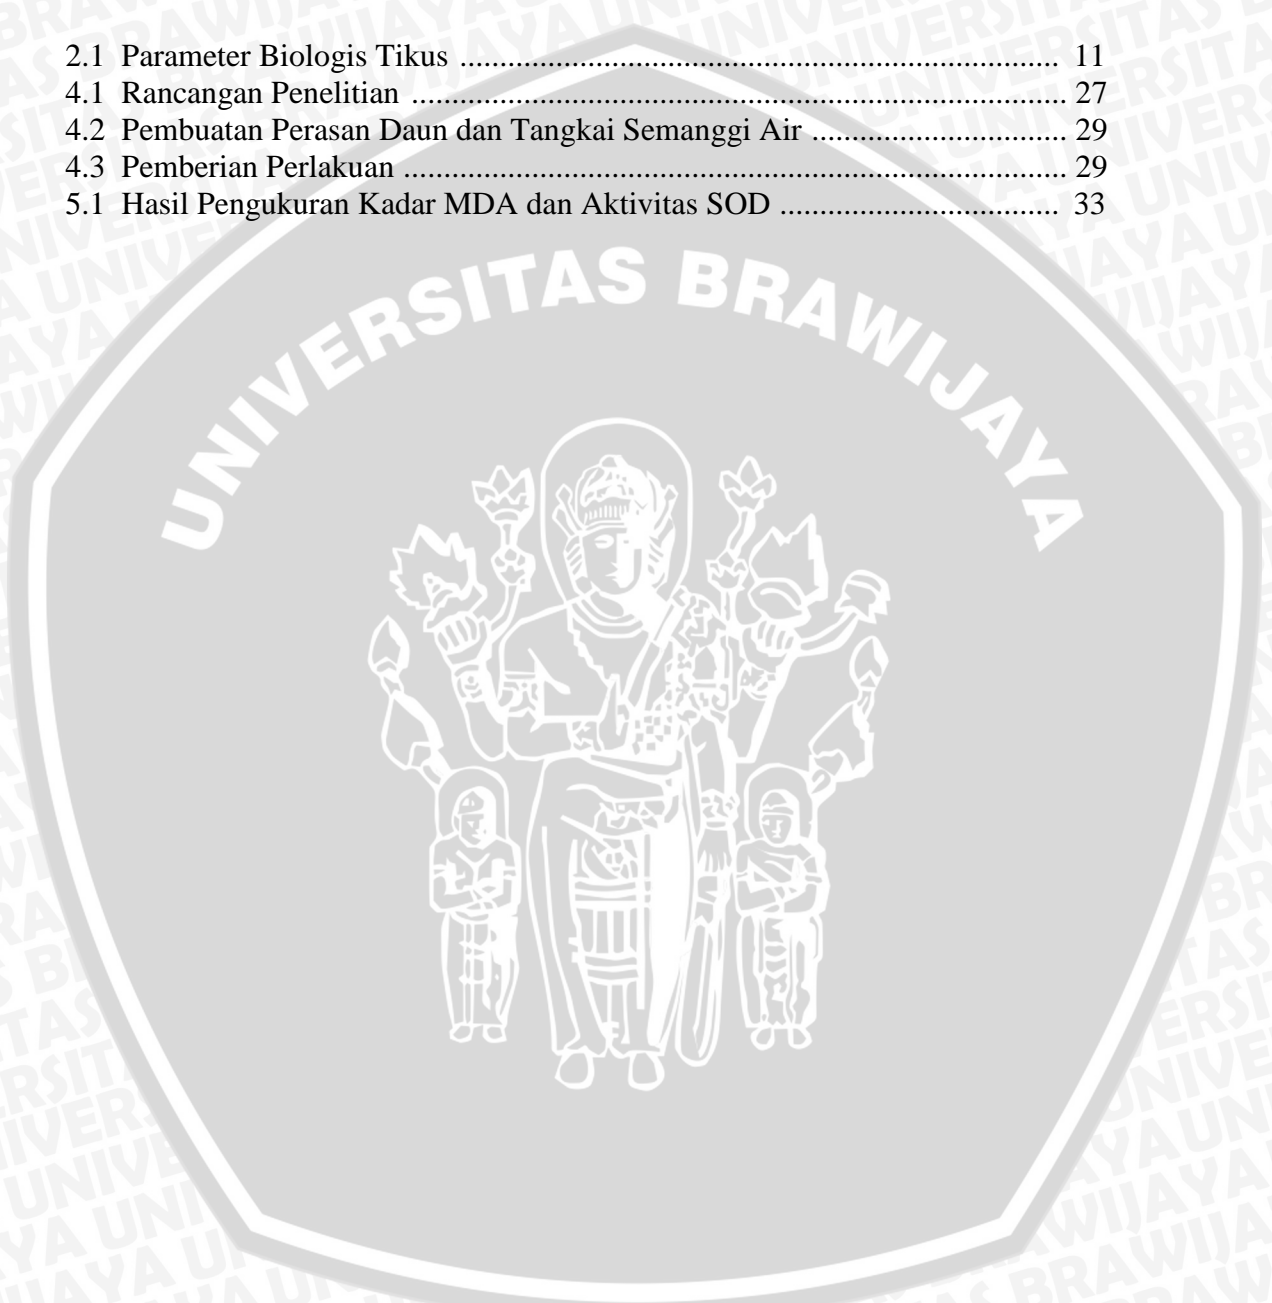 2.1 Parameter Biologis Tikus ........................................................................... 11
4.1 Rancangan Penelitian .................................................................................. 27
4.2 Pembuatan Perasan Daun dan Tangkai Semanggi Air ................................ 29
4.3 Pemberian Perlakuan ................................................................................... 29
5.1 Hasil Pengukuran Kadar MDA dan Aktivitas SOD ................................... 33
UNIVERSITAS BRAWIJAYA